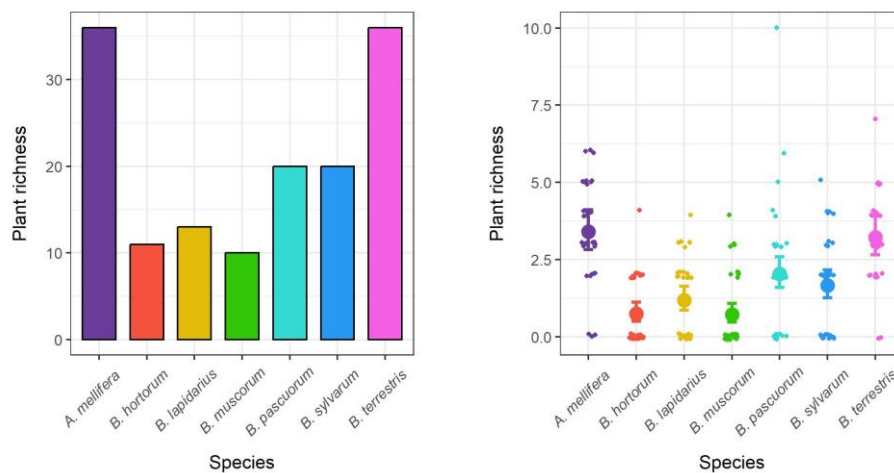 Plant richness
30
20
10
0
A. mellifera
B. hortorum
B. lapidarius
B. muscorum
B. pascuorum
B. sylvarum
B. terrestris
Species
Plant richness
10.0
7.5
5.0
2.5
0.0
A. mellifera
B. hortorum
B. lapidarius
B. muscorum
B. pascuorum
B. sylvarum
B. terrestris
Species